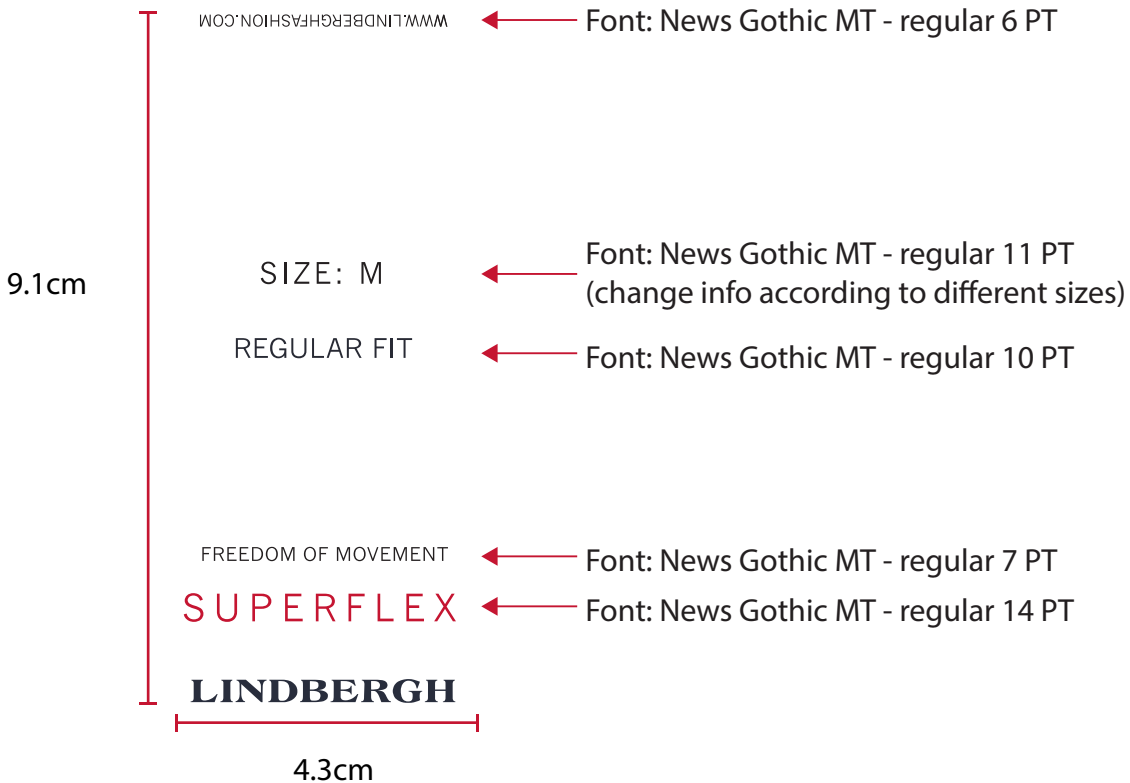 WWW.LINDBERGHFASHION.COM
Font: News Gothic MT - regular 6 PT
9.1cm
SIZE: M
Font: News Gothic MT - regular 11 PT
(change info according to different sizes)
REGULAR FIT
Font: News Gothic MT - regular 10 PT
FREEDOM OF MOVEMENT
Font: News Gothic MT - regular 7 PT
SUPERFLEX
Font: News Gothic MT - regular 14 PT
LINDBERGH
4.3cm